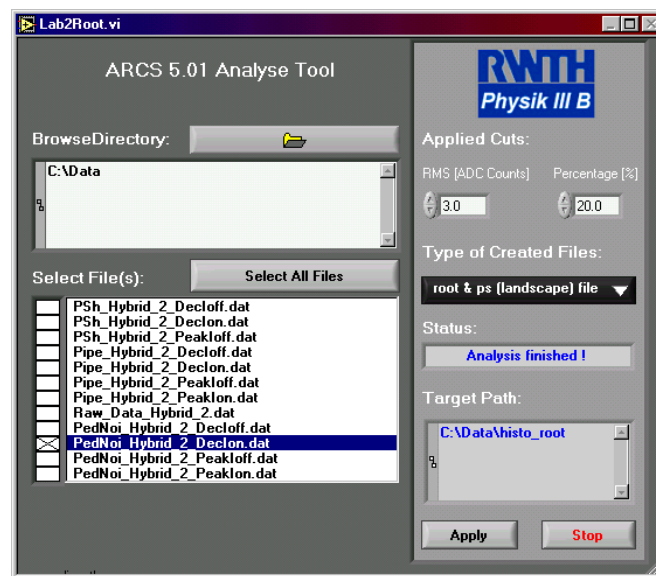 Lab2Root.vi
ARCS 5.01 Analyse Tool
BrowseDirectory:
C:\Data
Select File(s):
Select All Files
PSh_Hybrid_2_Decloff.dat
PSh_Hybrid_2_Declon.dat
PSh_Hybrid_2_Peakloff.dat
Pipe_Hybrid_2_Decloff.dat
Pipe_Hybrid_2_Declon.dat
Pipe_Hybrid_2_Peakloff.dat
Pipe_Hybrid_2_Peaklon.dat
Raw_Data_Hybrid_2.dat
PedNoi_Hybrid_2_Decloff.dat
PedNoi_Hybrid_2_Declon.dat
PedNoi_Hybrid_2_Peakloff.dat
PedNoi_Hybrid_2_Peaklon.dat
RWTH
Physik III B
Applied Cuts:
RMS [ADC Counts] Percentage [%]
3.0 20.0
Type of Created Files:
root & ps (landscape) file
Status:
Analysis finished !
Target Path:
C:\Data\histo_root
Apply Stop